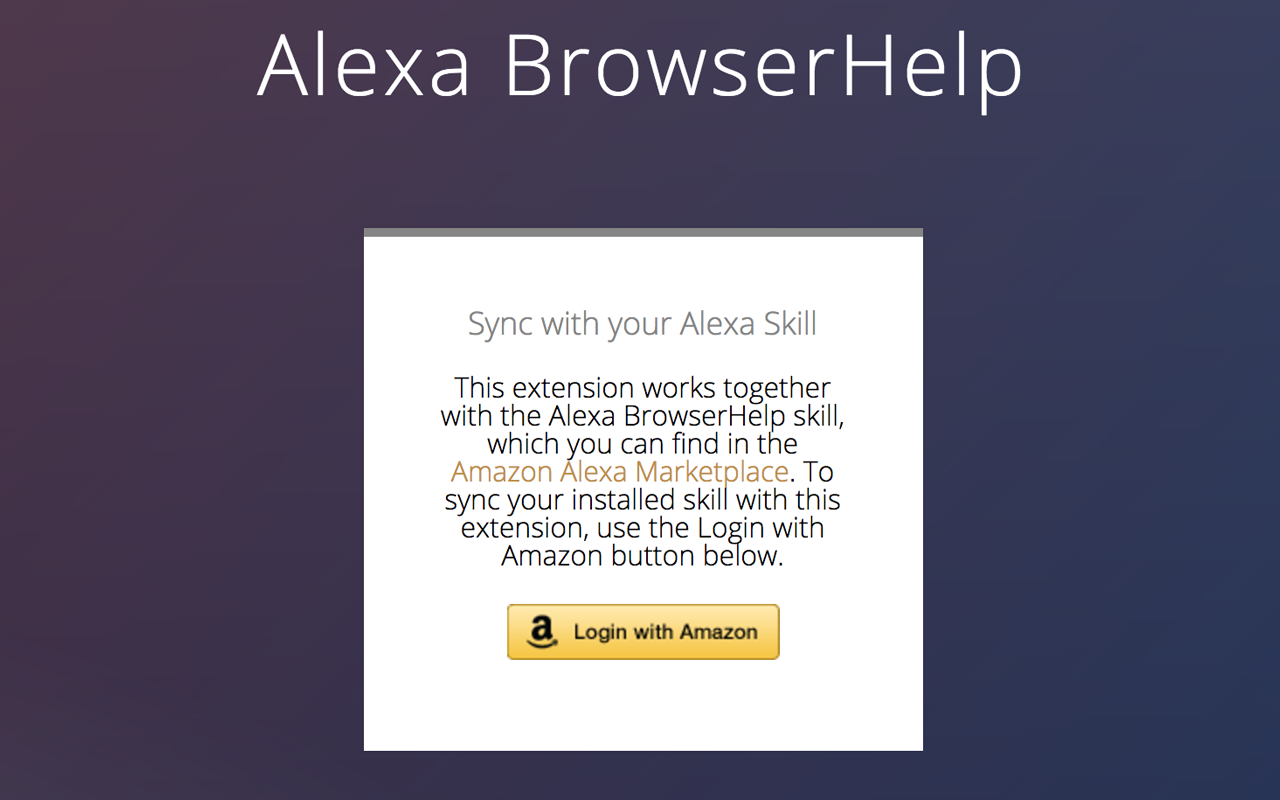 Alexa BrowserHelp
Sync with your Alexa Skill
This extension works together
with the Alexa BrowserHelp skill,
which you can find in the
Amazon Alexa Marketplace. To
sync your installed skill with this
extension, use the Login with
Amazon button below.
a Login with Amazon